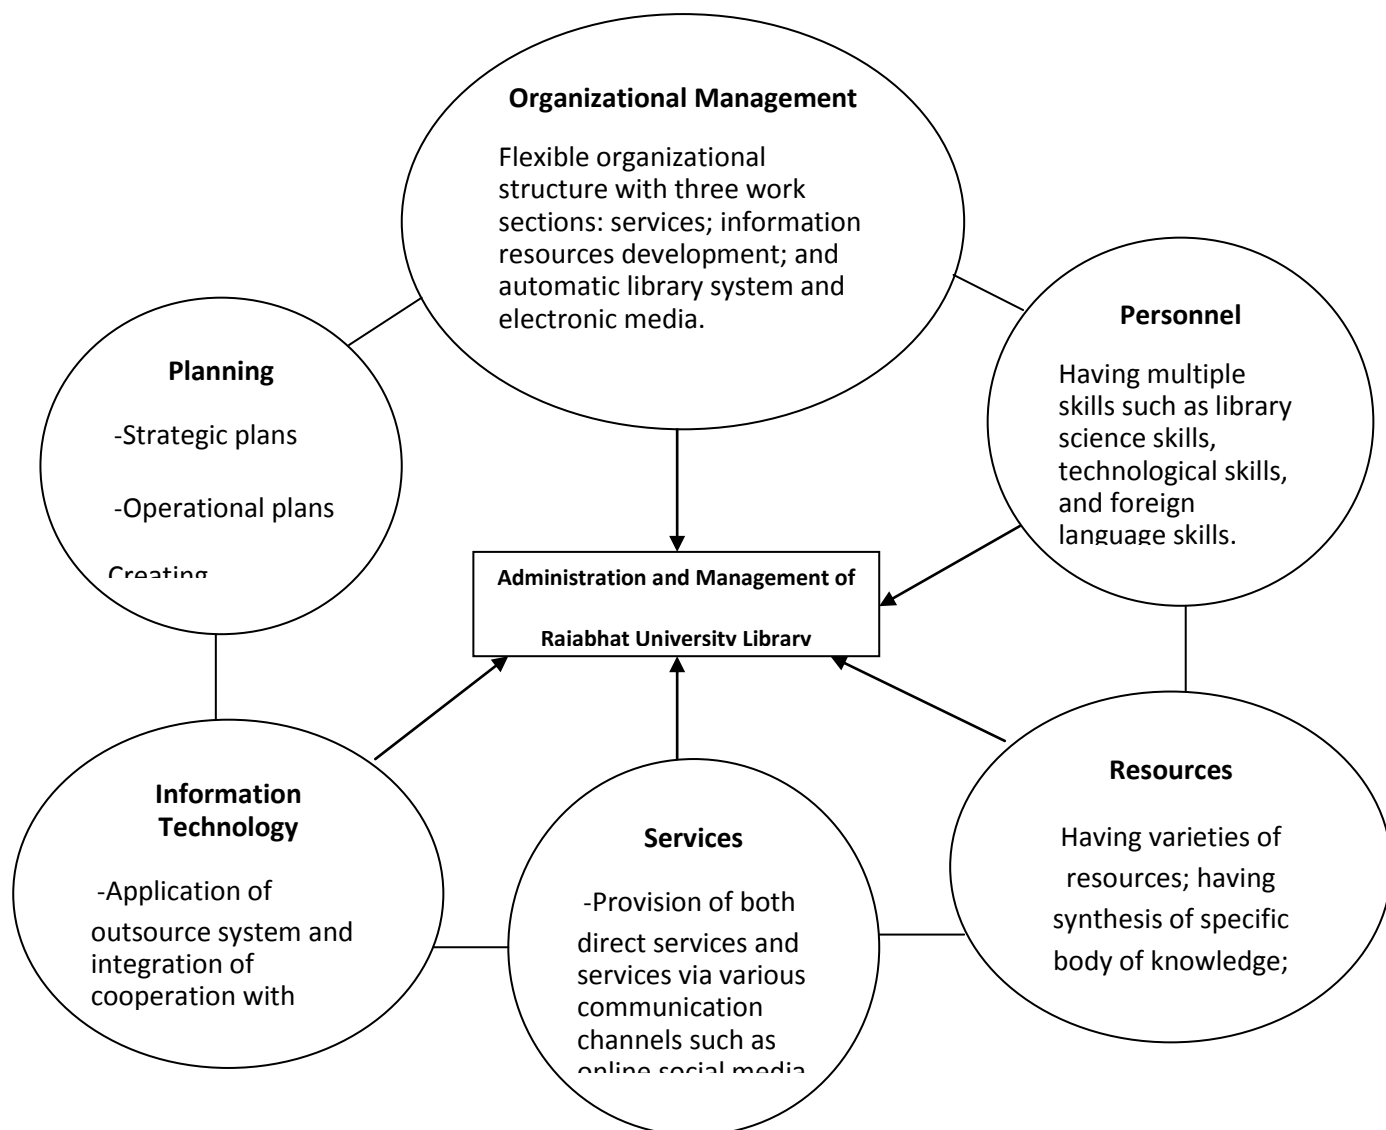 Organizational Management
Flexible organizational
structure with three work
sections: services; information
resources development; and
automatic library system and
electronic media.
Personnel
Having multiple
skills such as library
science skills,
technological skills,
and foreign
language skills.
Planning
-Strategic plans
-Operational plans
Creating
Administration and Management of
Rajabhat University Library
Information
Technology
-Application of
outsource system and
integration of
cooperation with
Services
-Provision of both
direct services and
services via various
communication
channels such as
online social media
Resources
Having varieties of
resources; having
synthesis of specific
body of knowledge;